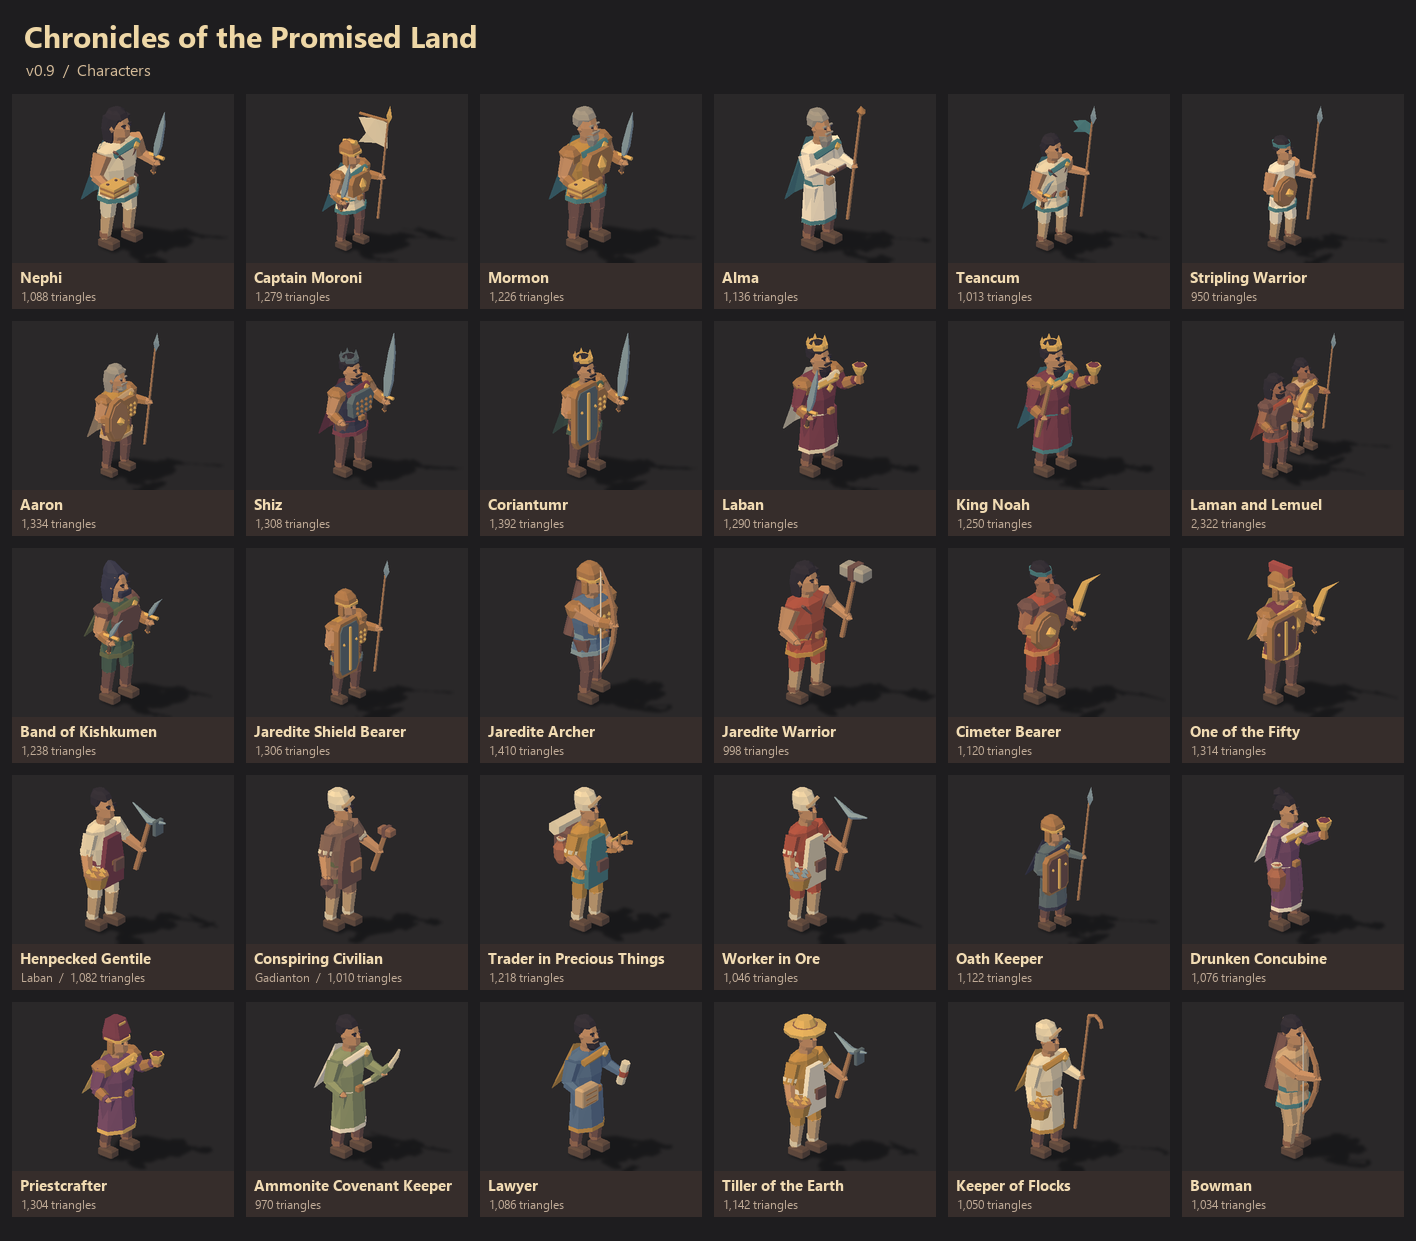 Chronicles of the Promised Land
v0.9 / Characters
Nephi
1,088 triangles
Captain Moroni
1,279 triangles
Mormon
1,226 triangles
Alma
1,136 triangles
Teancum
1,013 triangles
Stripling Warrior
950 triangles
Aaron
1,334 triangles
Shiz
1,308 triangles
Coriantumr
1,392 triangles
Laban
1,290 triangles
King Noah
1,250 triangles
Laman and Lemuel
2,322 triangles
Band of Kishkumen
1,238 triangles
Jaredite Shield Bearer
1,306 triangles
Jaredite Archer
1,410 triangles
Jaredite Warrior
998 triangles
Cimeter Bearer
1,120 triangles
One of the Fifty
1,314 triangles
Henpecked Gentile
Laban / 1,082 triangles
Conspiring Civilian
Gadianton / 1,010 triangles
Trader in Precious Things
1,218 triangles
Worker in Ore
1,046 triangles
Oath Keeper
1,122 triangles
Drunken Concubine
1,076 triangles
Priestcrafter
1,304 triangles
Ammonite Covenant Keeper
970 triangles
Lawyer
1,086 triangles
Tiller of the Earth
1,142 triangles
Keeper of Flocks
1,050 triangles
Bowman
1,034 triangles